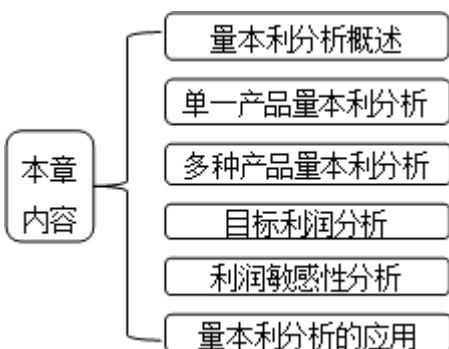 本章
内容
量本利分析概述
单一产品量本利分析
多种产品量本利分析
目标利润分析
利润敏感性分析
量本利分析的应用